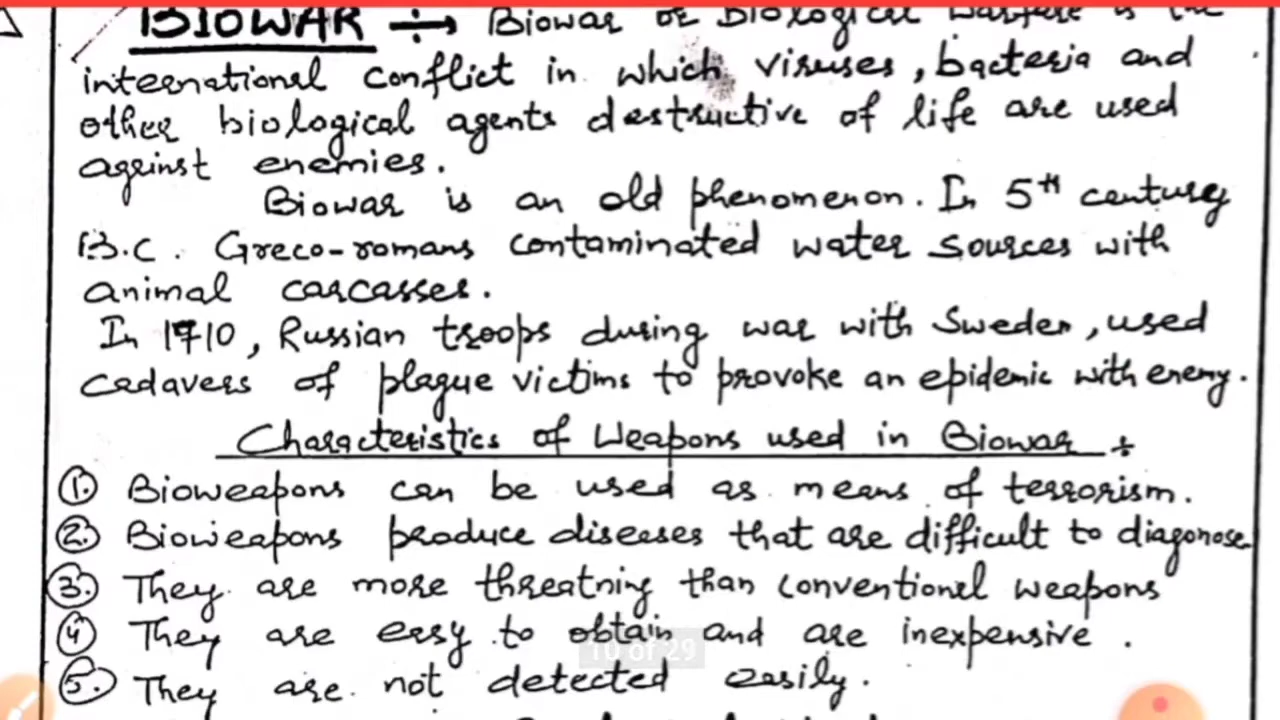 BIOWAR ÷→ Biowar or Biological warfare is the
international conflict in which viruses, bacteria and
other biological agents destructive of life are used
against enemies.
Biowar is an old phenomenon. In 5th century
B.C. Greco-romans contaminated water sources with
animal carcasses.
In 1710, Russian troops during war with Sweden, used
cadavers of plague victims to provoke an epidemic with enemy.
Characteristics of Weapons used in Biowar ÷
1. Bioweapons can be used as means of terrorism.
2. Bioweapons produce diseases that are difficult to diagonose
3. They are more threatning than conventional weapons
4 They are easy to obtain and are inexpensive.
10 of 29
5. They are not detected easily.